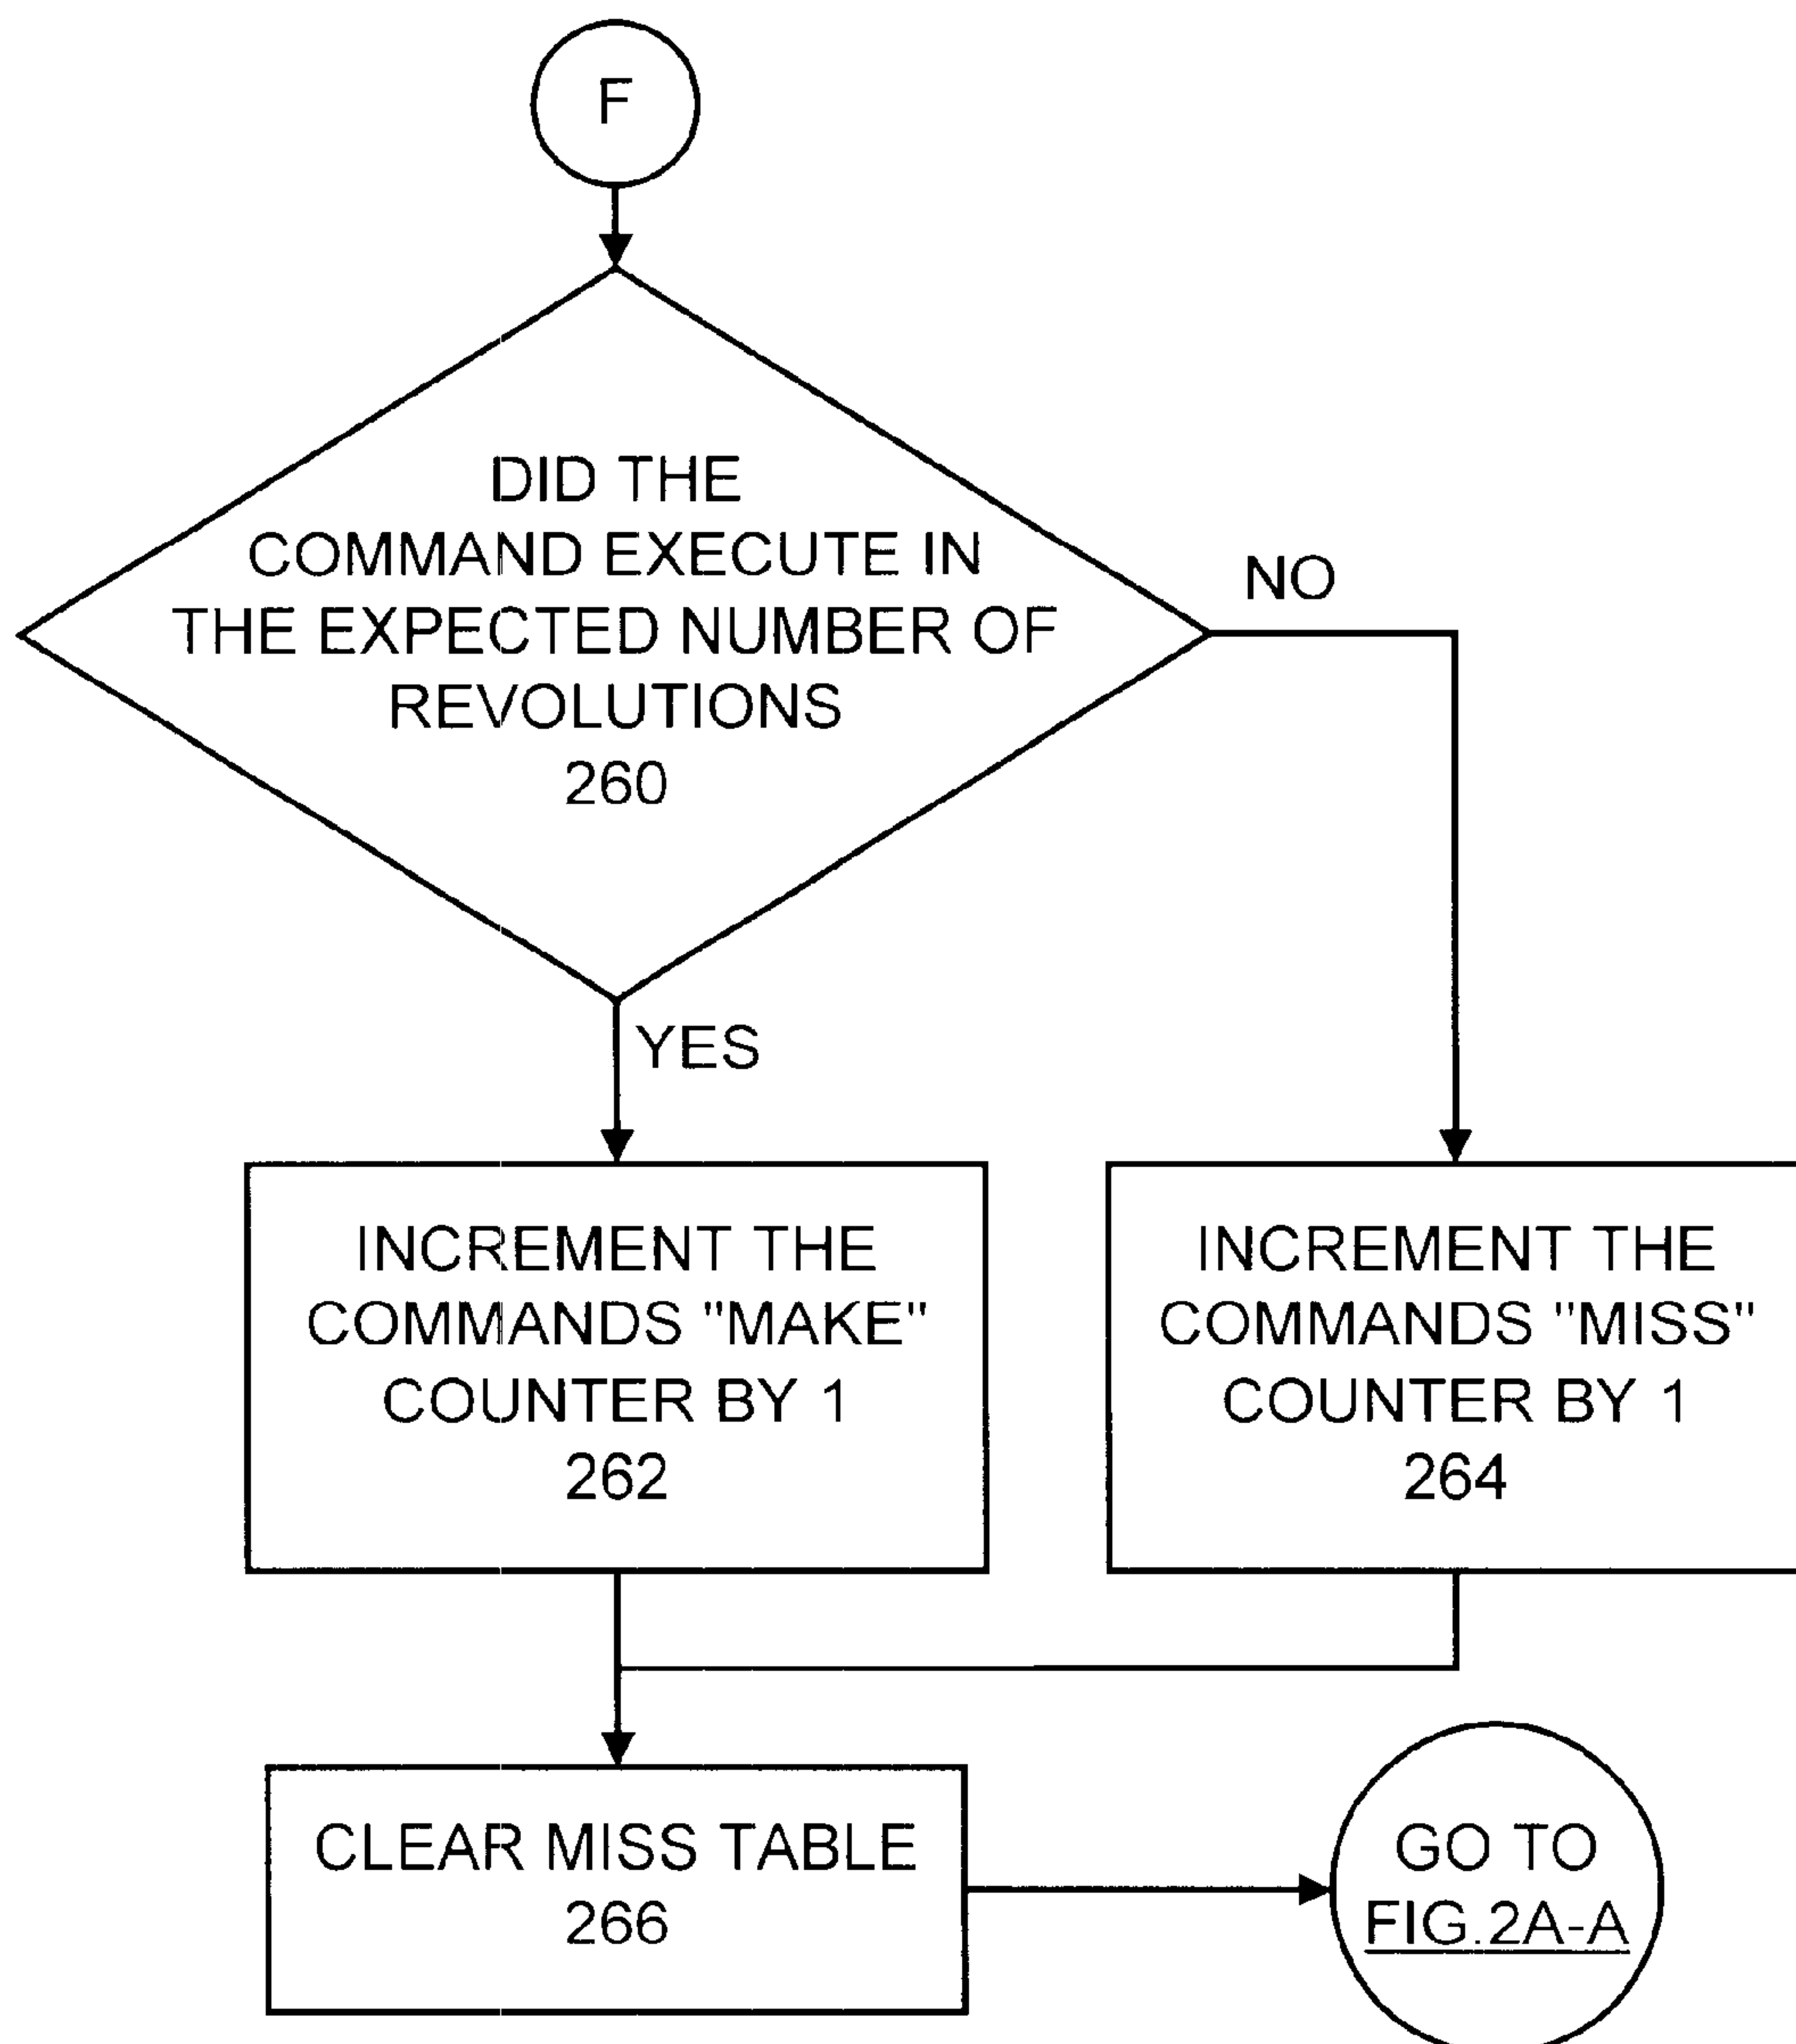 F
DID THE
COMMAND EXECUTE IN
THE EXPECTED NUMBER OF
REVOLUTIONS
260
NO
YES
INCREMENT THE
COMMANDS "MAKE"
COUNTER BY 1
262
INCREMENT THE
COMMANDS "MISS"
COUNTER BY 1
264
CLEAR MISS TABLE
266
GO TO
FIG.2A-A